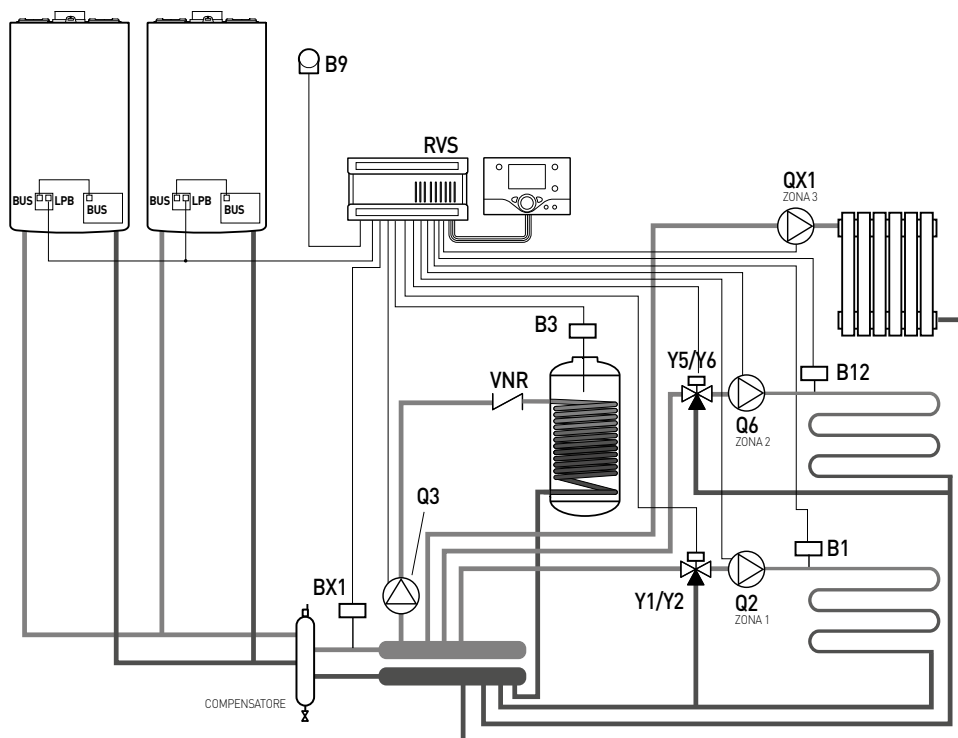 B9
RVS
BUS
LPB
BUS
BUS
LPB
BUS
QX1
ZONA 3
B3
Y5/Y6
B12
VNR
Q6
ZONA 2
Q3
B1
BX1
Y1/Y2
Q2
ZONA 1
COMPENSATORE